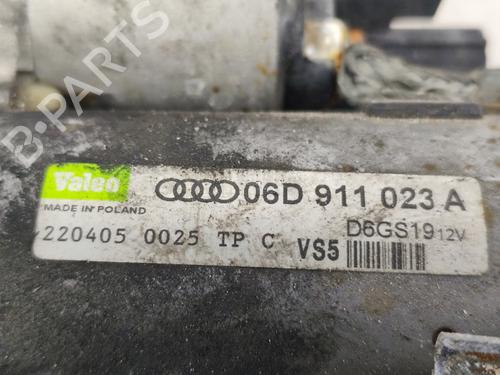 B-PARTS
Valeo
06D 911 023 A
MADE IN POLAND
D6GS19 12V
220405 0025 TP C
VS5